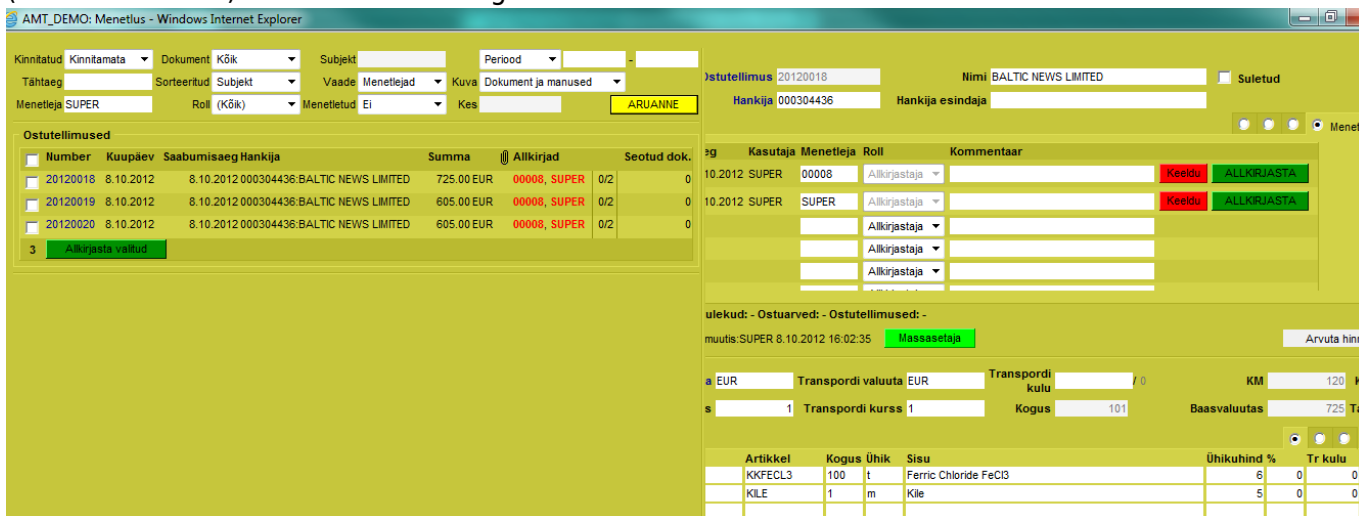 AMT_DEMO: Menetlus - Windows Internet Explorer
Kinnitatud Kinnitamata Dokument Kõik Subjekt Periood -
Tähtaeg Sorteeritud Subjekt Vaade Menetlejad Kuva Dokument ja manused
Menetleja SUPER Roll (Kõik) Menetletud Ei Kes ARUANNE
Ostutellimused
Number Kuupäev Saabumisaeg Hankija Summa Allkirjad Seotud dok.
20120018 8.10.2012 8.10.2012 000304436:BALTIC NEWS LIMITED 725.00 EUR 00008, SUPER 0/2 0
20120019 8.10.2012 8.10.2012 000304436:BALTIC NEWS LIMITED 605.00 EUR 00008, SUPER 0/2 0
20120020 8.10.2012 8.10.2012 000304436:BALTIC NEWS LIMITED 605.00 EUR 00008, SUPER 0/2 0
3 Allkirjasta valitud
Ostutellimus 20120018 Nimi BALTIC NEWS LIMITED Suletud
Hankija 000304436 Hankija esindaja
Menet
eg Kasutaja Menetleja Roll Kommentaar
10.2012 SUPER 00008 Allkirjastaja Keeldu ALLKIRJASTA
10.2012 SUPER SUPER Allkirjastaja Keeldu ALLKIRJASTA
Allkirjastaja
Allkirjastaja
Allkirjastaja
ulekud: - Ostuarved: - Ostutellimused: -
muutis:SUPER 8.10.2012 16:02:35 Massasetaja Arvuta hinn
a EUR Transpordi valuuta EUR Transpordi kulu / 0 KM 120 K
s 1 Transpordi kurss 1 Kogus 101 Baasvaluutas 725 Ta
Artikkel Kogus Ühik Sisu Ühikuhind % Tr kulu
KKFECL3 100 t Ferric Chloride FeCl3 6 0 0
KILE 1 m Kile 5 0 0